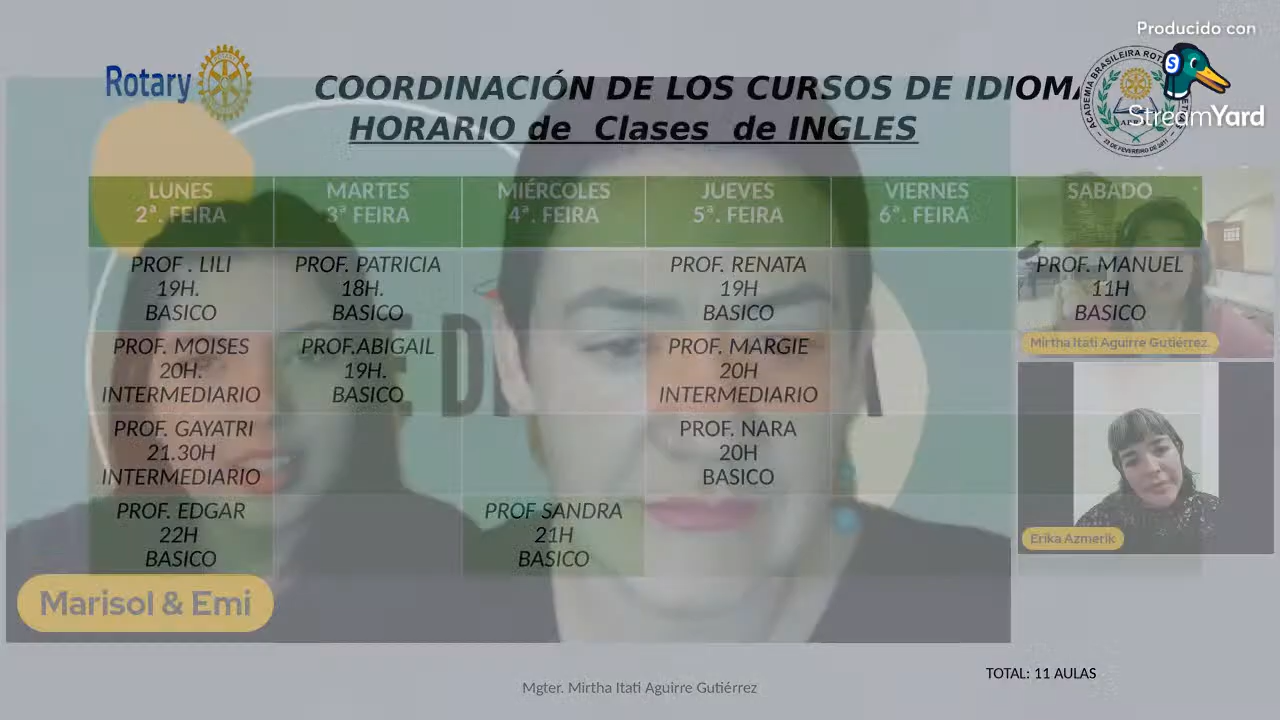 Producido con
StreamYard
Rotary
COORDINACIÓN DE LOS CURSOS DE IDIOMA
HORARIO de Clases de INGLES
LUNES
2ª. FEIRA
MARTES
3ª FEIRA
MIÉRCOLES
4ª. FEIRA
JUEVES
5ª. FEIRA
VIERNES
6ª. FEIRA
SABADO
PROF . LILI
19H.
BASICO
PROF. PATRICIA
18H.
BASICO
PROF. RENATA
19H
BASICO
PROF. MANUEL
11H
BASICO
PROF. MOISES
20H.
INTERMEDIARIO
PROF.ABIGAIL
19H.
BASICO
PROF. MARGIE
20H
INTERMEDIARIO
PROF. GAYATRI
21.30H
INTERMEDIARIO
PROF. NARA
20H
BASICO
PROF. EDGAR
22H
BASICO
PROF SANDRA
21H
BASICO
Mirtha Itati Aguirre Gutiérrez
Erika Azmerik
Marisol & Emi
TOTAL: 11 AULAS
Mgter. Mirtha Itati Aguirre Gutiérrez